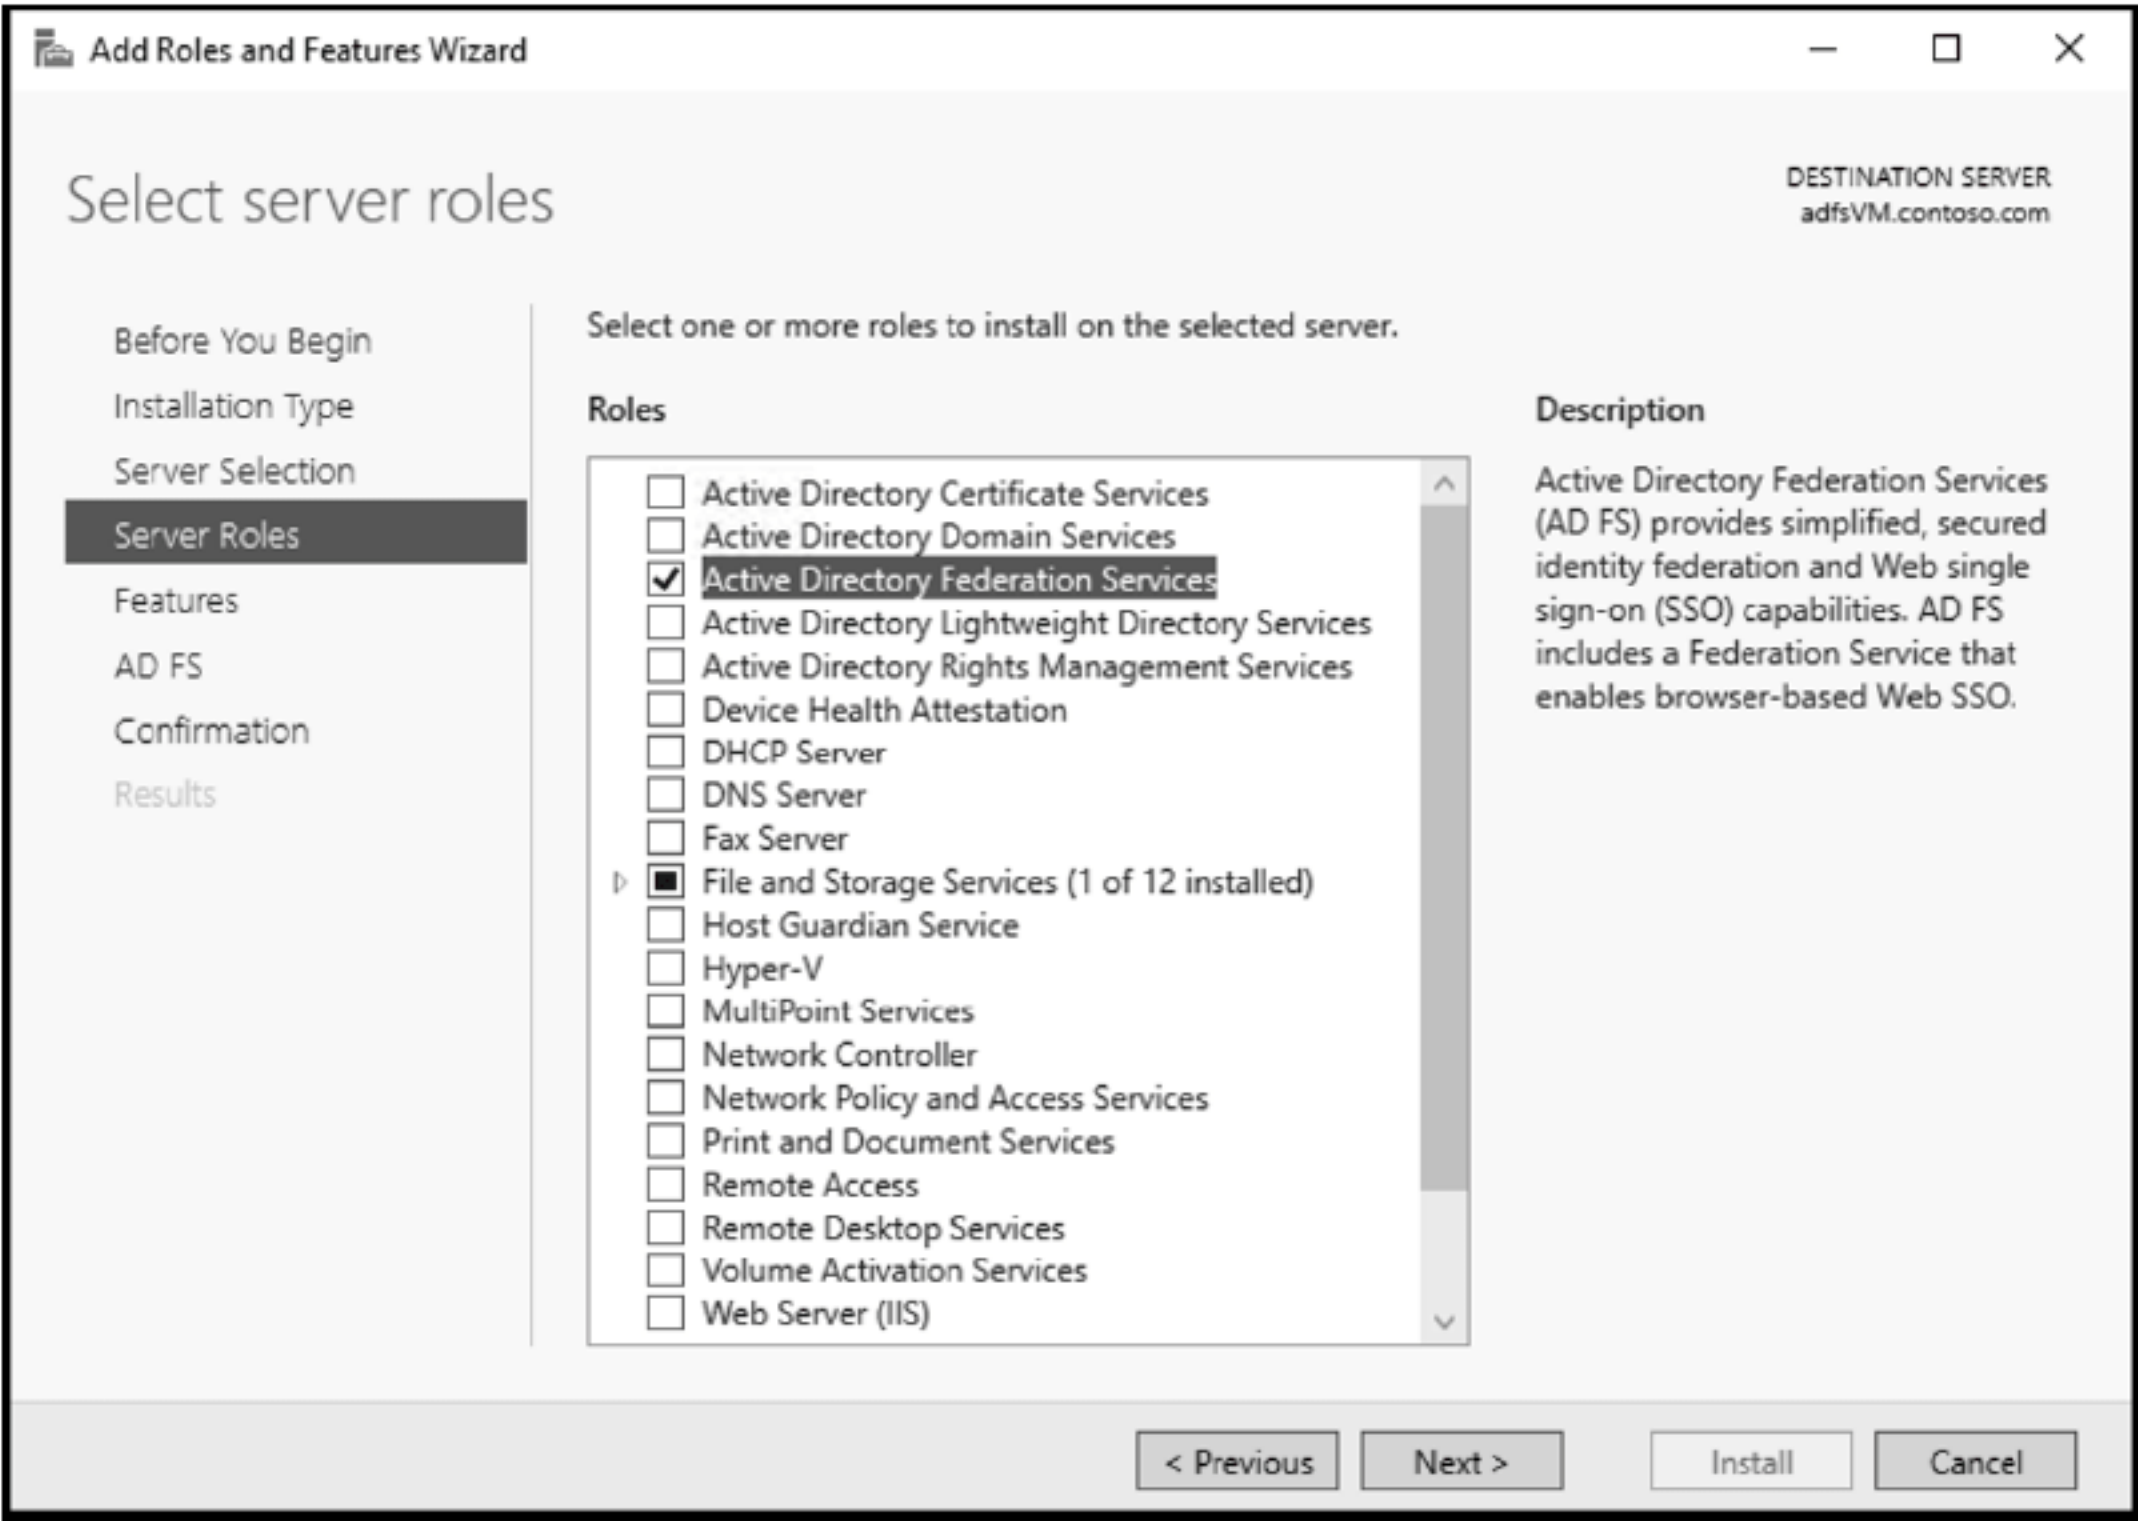 Add Roles and Features Wizard
Select server roles
DESTINATION SERVER
adfsVM.contoso.com
Before You Begin
Installation Type
Server Selection
Server Roles
Features
AD FS
Confirmation
Results
Select one or more roles to install on the selected server.
Roles
Active Directory Certificate Services
Active Directory Domain Services
Active Directory Federation Services
Active Directory Lightweight Directory Services
Active Directory Rights Management Services
Device Health Attestation
DHCP Server
DNS Server
Fax Server
File and Storage Services (1 of 12 installed)
Host Guardian Service
Hyper-V
MultiPoint Services
Network Controller
Network Policy and Access Services
Print and Document Services
Remote Access
Remote Desktop Services
Volume Activation Services
Web Server (IIS)
Description
Active Directory Federation Services
(AD FS) provides simplified, secured
identity federation and Web single
sign-on (SSO) capabilities. AD FS
includes a Federation Service that
enables browser-based Web SSO.
< Previous
Next >
Install
Cancel